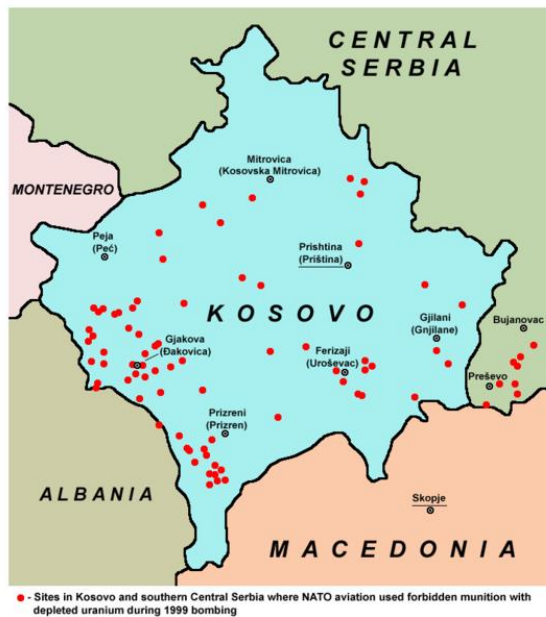 CENTRAL
SERBIA
Mitrovica
(Kosovska Mitrovica)
MONTENEGRO
Peja
(Peć)
Prishtina
(Priština)
KOSOVO
Gjilani
(Gnjilane)
Bujanovac
Gjakova
(Đakovica)
Ferizaji
(Uroševac)
Preševo
Prizreni
(Prizren)
ALBANIA
Skopje
MACEDONIA
- Sites in Kosovo and southern Central Serbia where NATO aviation used forbidden munition with
depleted uranium during 1999 bombing